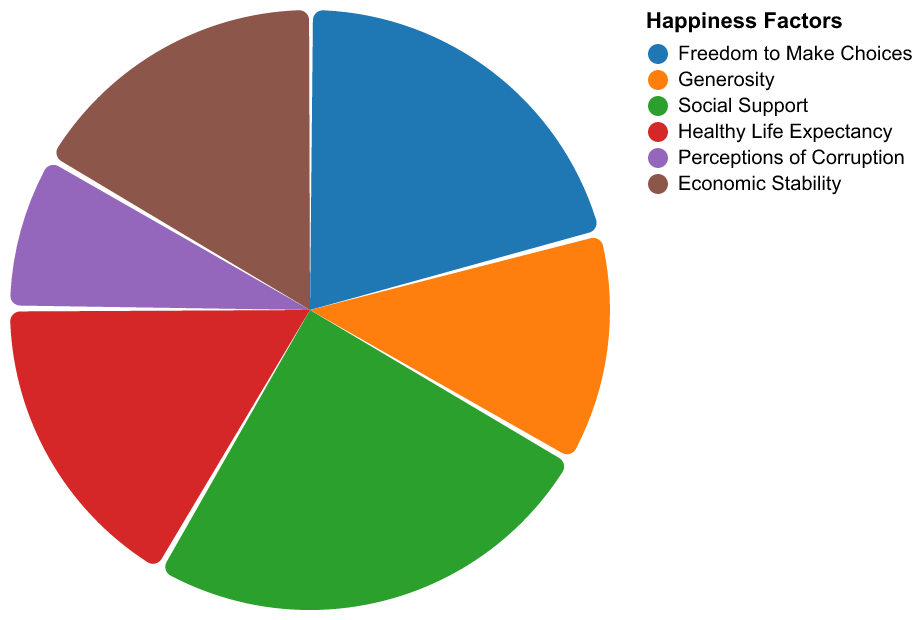 Happiness Factors
Freedom to Make Choices
Generosity
Social Support
Healthy Life Expectancy
Perceptions of Corruption
Economic Stability